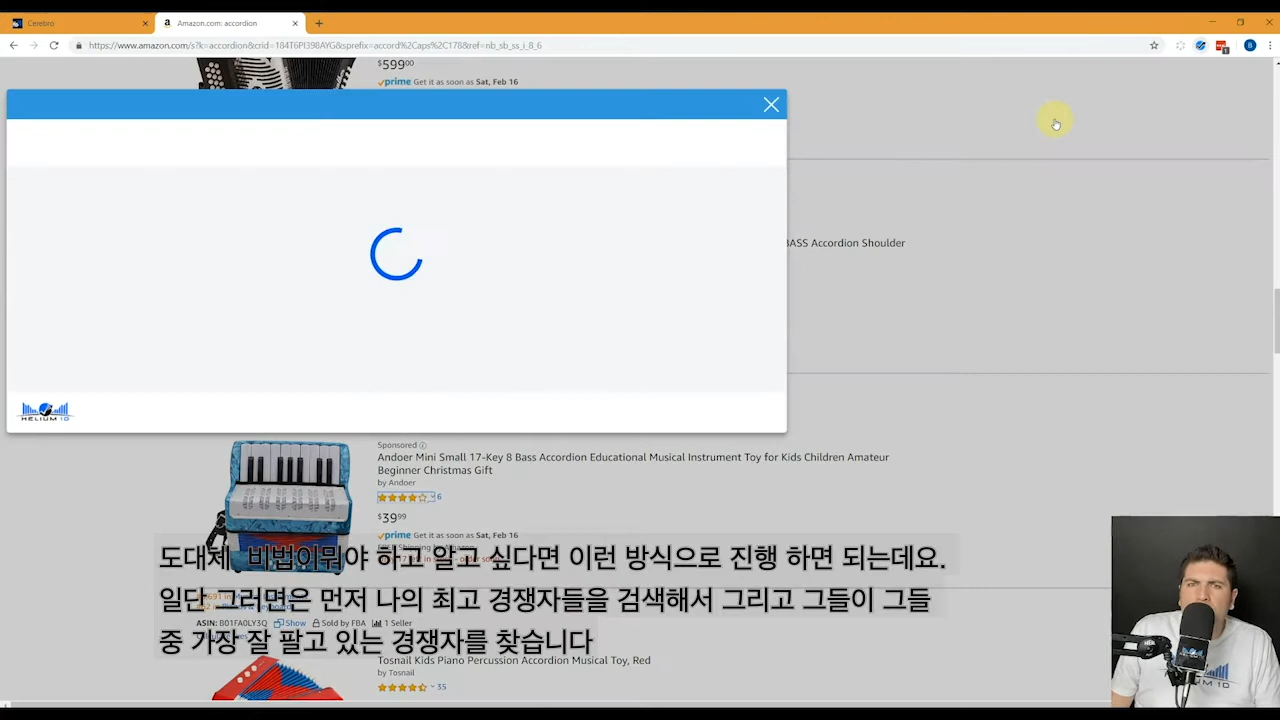 Cerebro
Amazon.com: accordion
https://www.amazon.com/s?k=accordion&crid=184T6PI398AYG&sprefix=accord%2Caps%2C178&ref=nb_sb_ss_i_8_6
$59900
prime Get it as soon as Sat, Feb 16
BASS Accordion Shoulder
HELIUM 10
Sponsored
Andoer Mini Small 17-Key 8 Bass Accordion Educational Musical Instrument Toy for Kids Children Amateur
Beginner Christmas Gift
by Andoer
6
$3999
prime Get it as soon as Sat, Feb 16
도대체 비법이뭐야 하고 알고 싶다면 이런 방식으로 진행 하면 되는데요.
일단 그러면은 먼저 나의 최고 경쟁자들을 검색해서 그리고 그들이 그들
ASIN: B01FA0LY3Q Show Sold by FBA 1 Seller
중 가장 잘 팔고 있는 경쟁자를 찾습니다
Tosnail Kids Piano Percussion Accordion Musical Toy, Red
by Tosnail
35